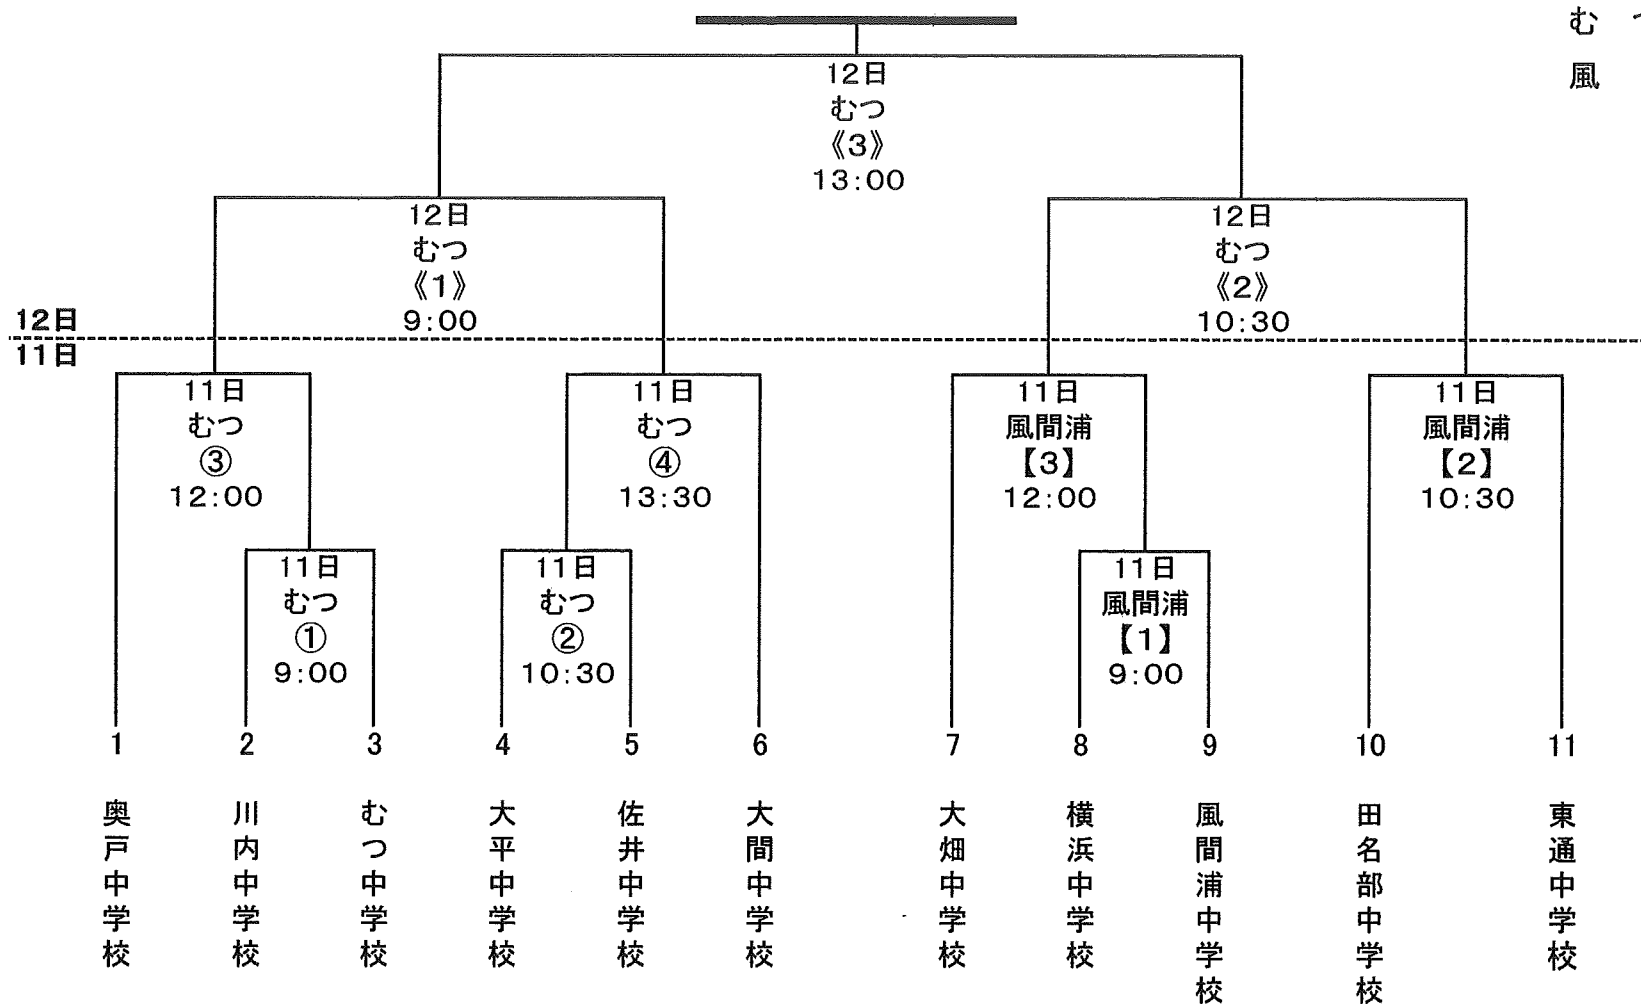 む つ
風
12日
むつ
《3》
13:00
12日
むつ
《1》
9:00
12日
むつ
《2》
10:30
12日
11日
11日
むつ
③
12:00
11日
むつ
④
13:30
11日
風間浦
【3】
12:00
11日
風間浦
【2】
10:30
11日
むつ
①
9:00
11日
むつ
②
10:30
11日
風間浦
【1】
9:00
1 2 3 4 5 6 7 8 9 10 11
奥戸中学校
川内中学校
むつ中学校
大平中学校
佐井中学校
大間中学校
大畑中学校
横浜中学校
風間浦中学校
田名部中学校
東通中学校